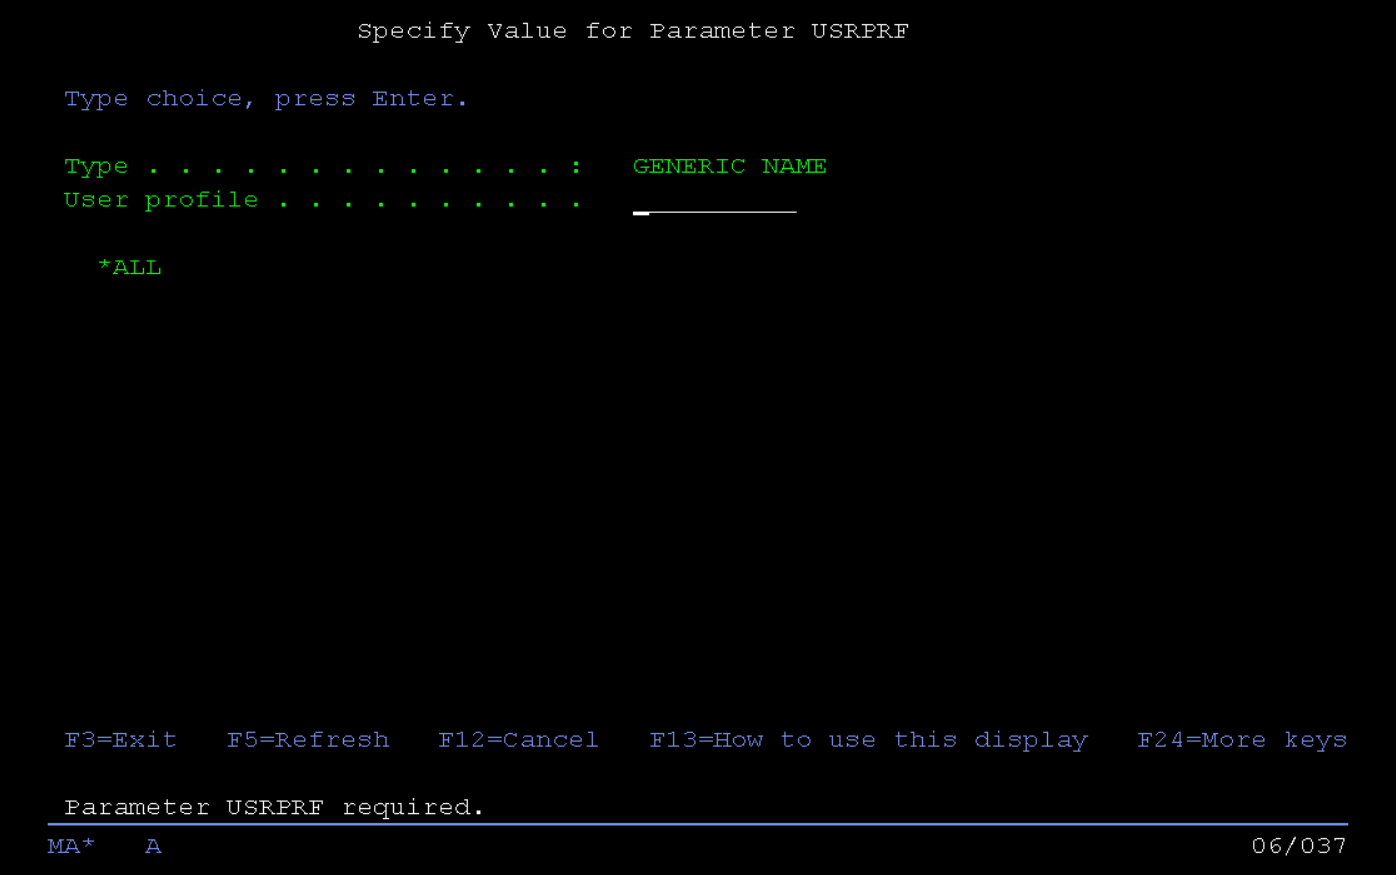 Specify Value for Parameter USRPRF
Type choice, press Enter.
Type . . . . . . . . . . . . . :   GENERIC NAME
User profile . . . . . . . . . .
*ALL
F3=Exit   F5=Refresh   F12=Cancel   F13=How to use this display   F24=More keys
Parameter USRPRF required.
MA*   A   06/037